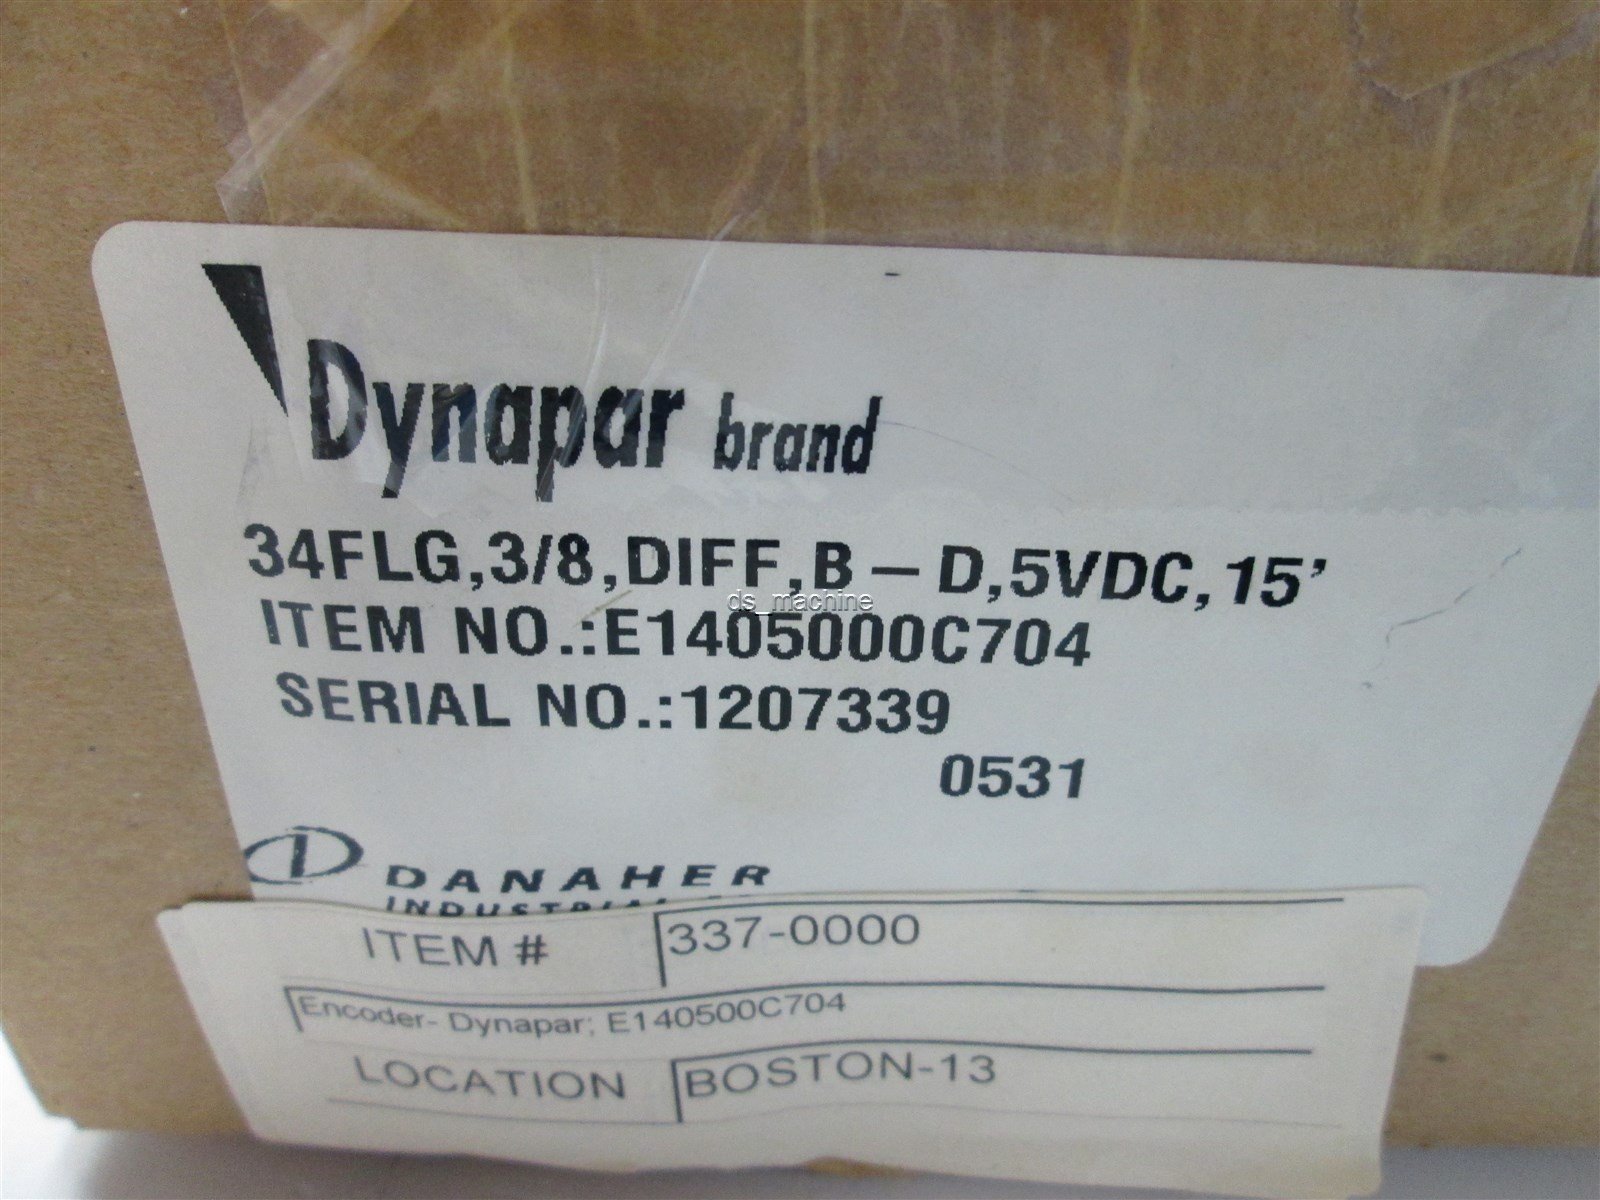 Dynapar brand
34FLG,3/8,DIFF,B – D,5VDC,15'
ds_machine
ITEM NO.:E1405000C704
SERIAL NO.:1207339
0531
DANAHER
INDUSTRIAL
ITEM # 337-0000
Encoder- Dynapar; E140500C704
LOCATION BOSTON-13